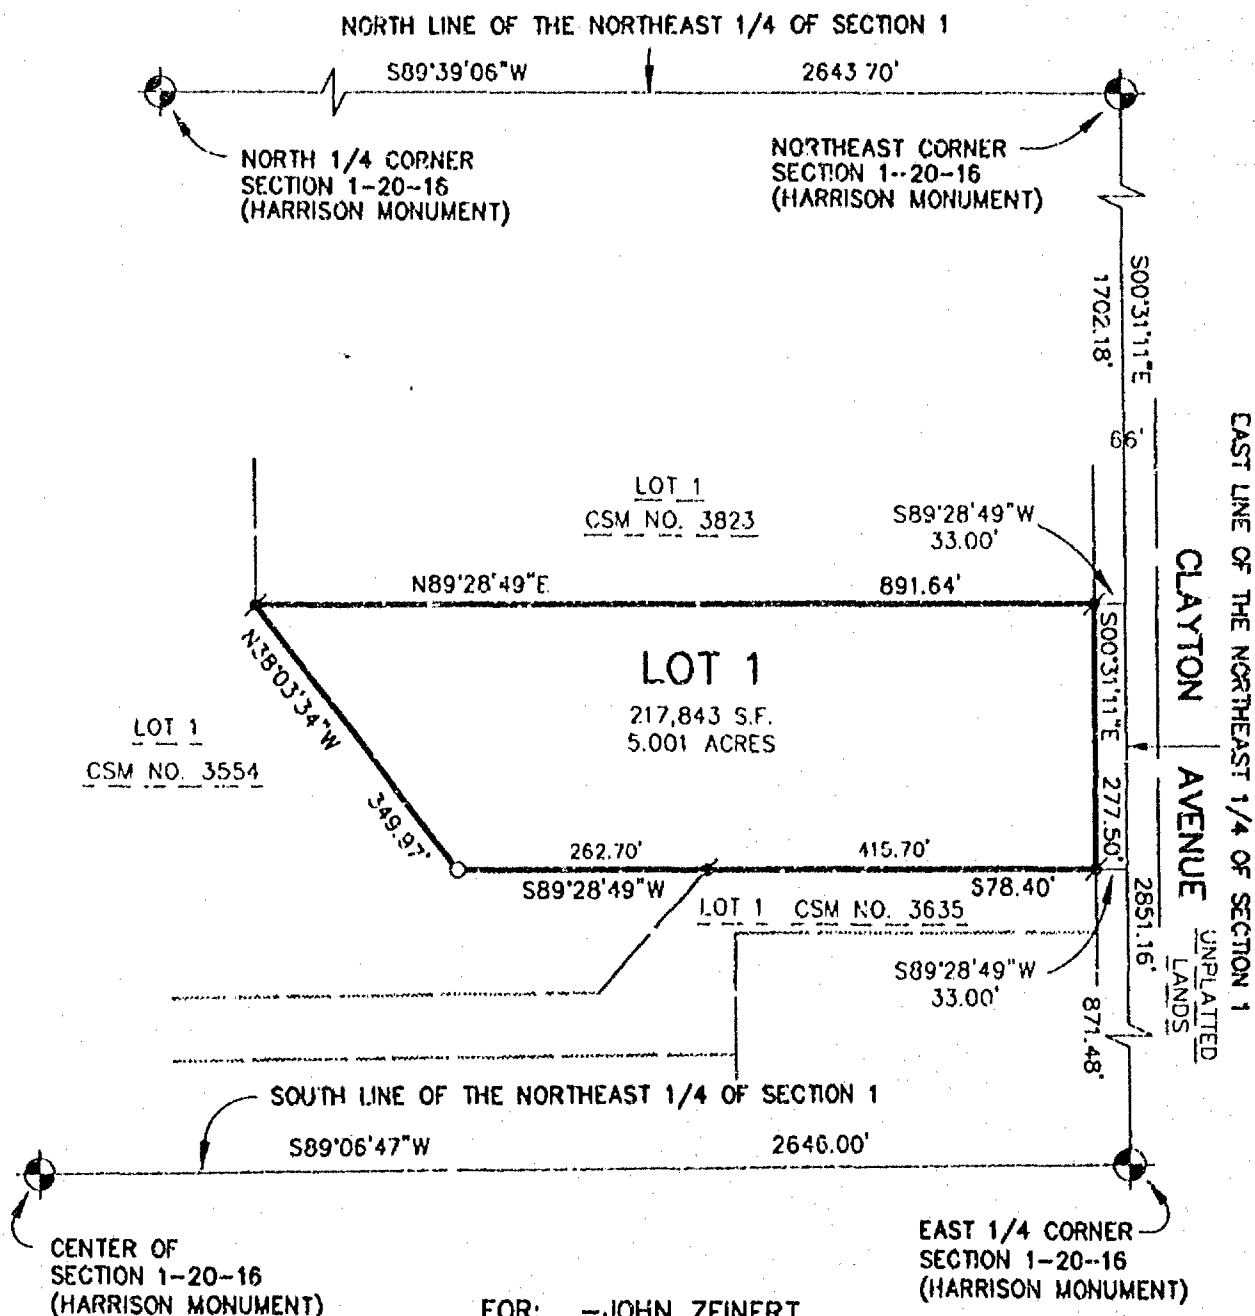 NORTH LINE OF THE NORTHEAST 1/4 OF SECTION 1
S89°39'06"W 2643.70'
NORTH 1/4 CORNER
SECTION 1-20-16
(HARRISON MONUMENT)
NORTHEAST CORNER
SECTION 1-20-16
(HARRISON MONUMENT)
S00°31'11"E
1702.18'
66'
EAST LINE OF THE NORTHEAST 1/4 OF SECTION 1
CLAYTON AVENUE
LOT 1
CSM NO. 3823
S89°28'49"W
33.00'
N89°28'49"E 891.64'
S00°31'11"E 277.50'
LOT 1
217,843 S.F.
5.001 ACRES
N38°03'34"W
349.97'
LOT 1
CSM NO. 3554
262.70' 415.70'
S89°28'49"W S78.40'
LOT 1 CSM NO. 3635
2851.16'
UNPLATTED
LANDS
S89°28'49"W
33.00'
871.48'
SOUTH LINE OF THE NORTHEAST 1/4 OF SECTION 1
S89°06'47"W 2646.00'
CENTER OF
SECTION 1-20-16
(HARRISON MONUMENT)
EAST 1/4 CORNER
SECTION 1-20-16
(HARRISON MONUMENT)
FOR: -JOHN ZEINERT